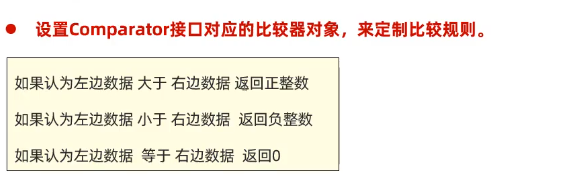 ● 设置Comparator接口对应的比较器对象，来定制比较规则。
如果认为左边数据 大于 右边数据 返回正整数
如果认为左边数据 小于 右边数据 返回负整数
如果认为左边数据 等于 右边数据 返回0